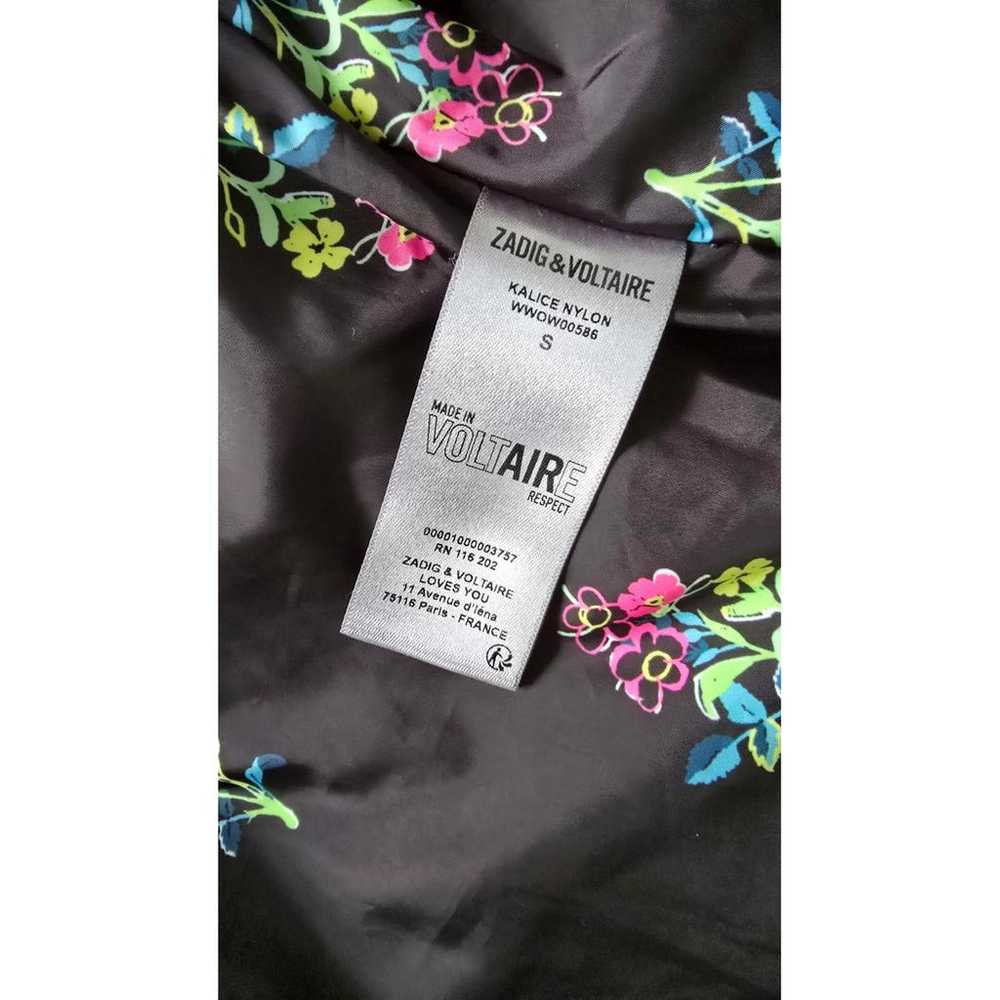 ZADIG & VOLTAIRE
KALICE NYLON
WWOW00586
S
MADE IN
VOLTAIRE
RESPECT
00001000003757
RN 116 202
ZADIG & VOLTAIRE
LOVES YOU
11 Avenue d'Iéna
75116 Paris - FRANCE